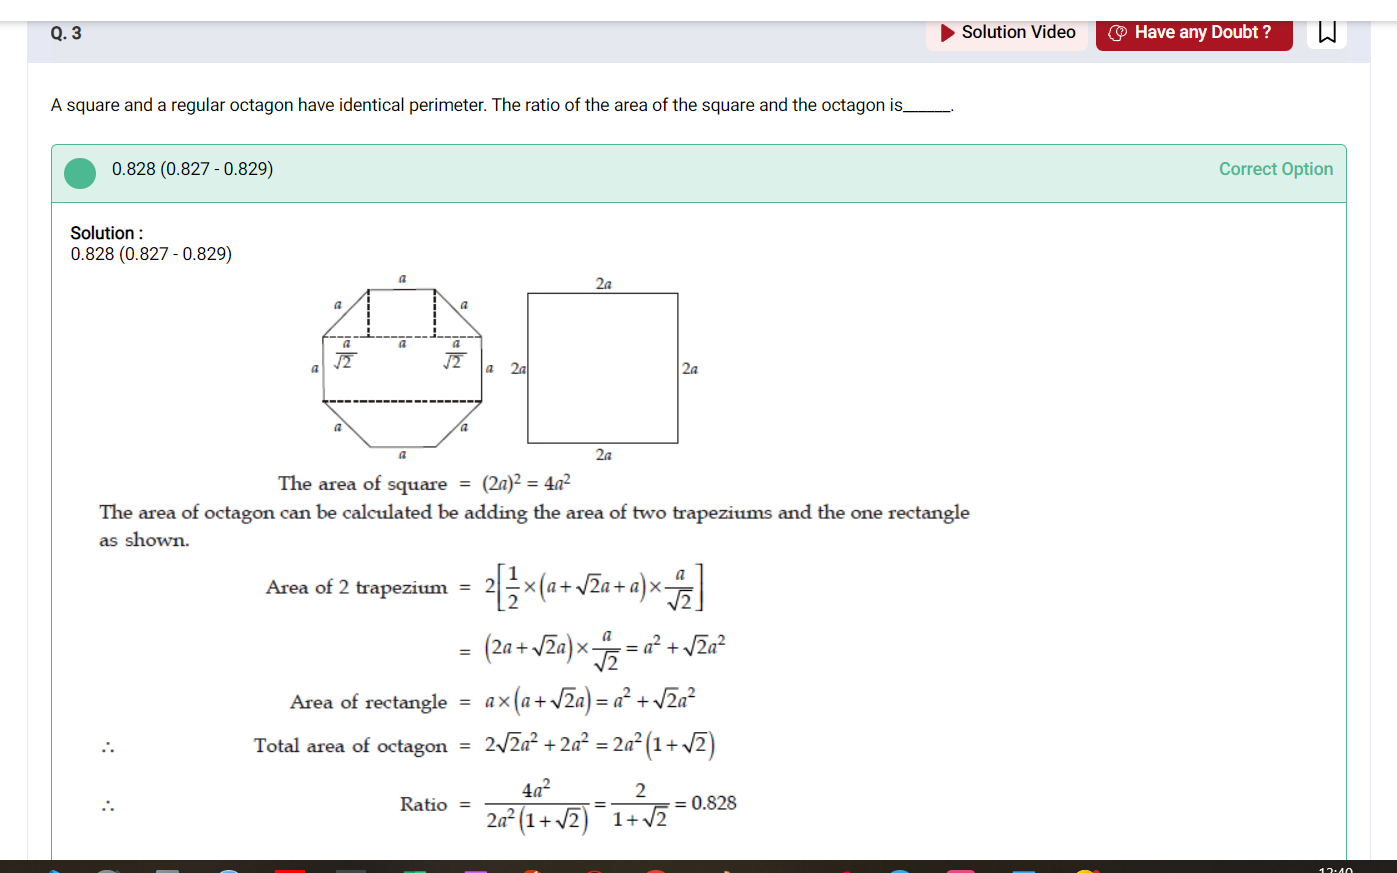 Q. 3
Solution Video
Have any Doubt ?
A square and a regular octagon have identical perimeter. The ratio of the area of the square and the octagon is______.
0.828 (0.827 - 0.829)
Correct Option
Solution :
0.828 (0.827 - 0.829)
a
2a
a a
a/√2 a a/√2
a a 2a 2a
a a
a
2a
The area of square = (2a)² = 4a²
The area of octagon can be calculated be adding the area of two trapeziums and the one rectangle
as shown.
Area of 2 trapezium = 2[1/2 × (a + √2a + a) × a/√2]
= (2a + √2a) × a/√2 = a² + √2a²
Area of rectangle = a × (a + √2a) = a² + √2a²
∴ Total area of octagon = 2√2a² + 2a² = 2a²(1 + √2)
∴ Ratio = 4a²/2a²(1 + √2) = 2/1 + √2 = 0.828